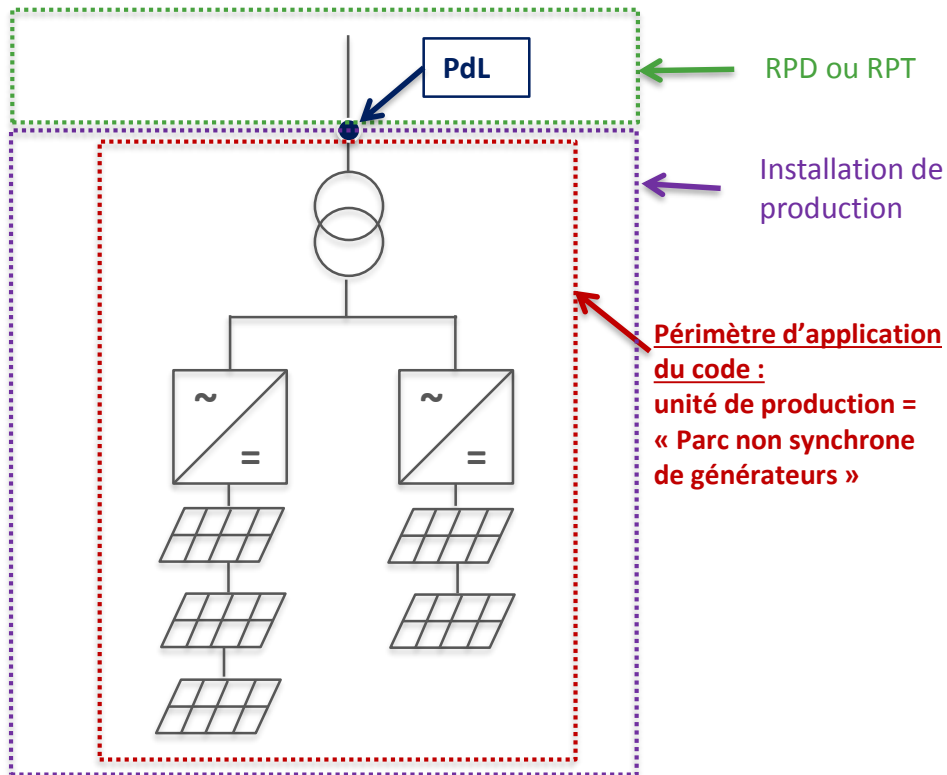 PdL
RPD ou RPT
Installation de
production
Périmètre d’application
du code :
unité de production =
« Parc non synchrone
de générateurs »
~
=
~
=